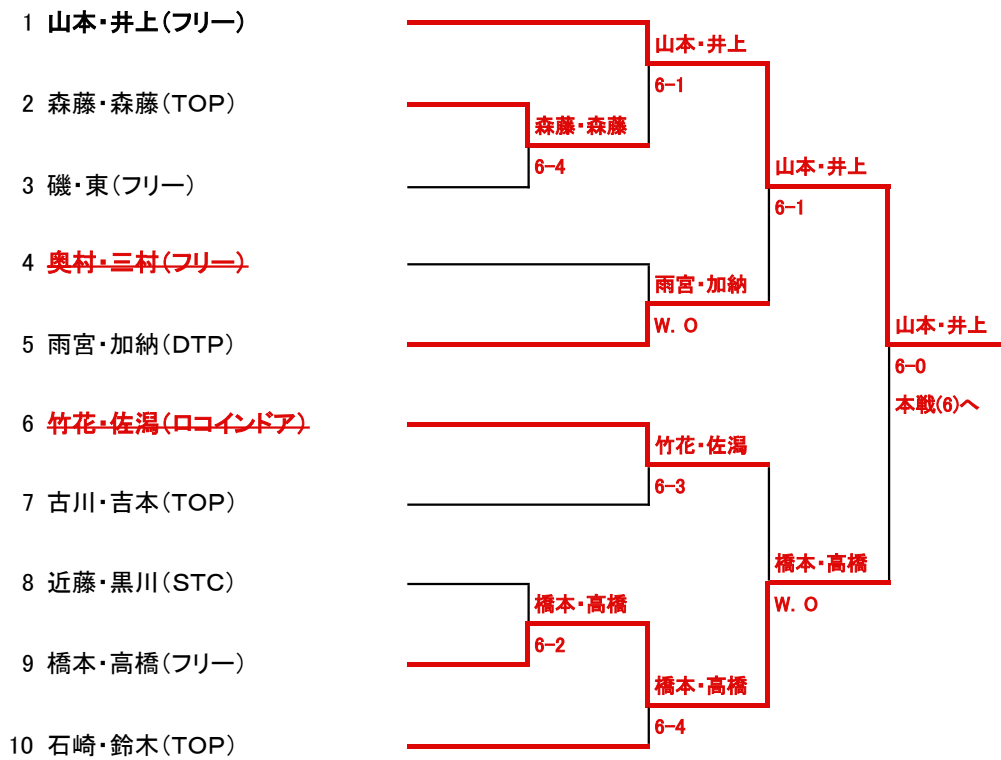 1 山本・井上(フリー)
山本・井上
6-1
2 森藤・森藤(TOP)
森藤・森藤
6-4
山本・井上
6-1
3 磯・東(フリー)
4 奥村・三村(フリー)
雨宮・加納
W.O
5 雨宮・加納(DTP)
山本・井上
6-0
本戦(6)へ
6 竹花・佐潟(ロコインドア)
竹花・佐潟
6-3
7 古川・吉本(TOP)
橋本・高橋
W.O
8 近藤・黒川(STC)
橋本・高橋
6-2
9 橋本・高橋(フリー)
橋本・高橋
6-4
10 石崎・鈴木(TOP)